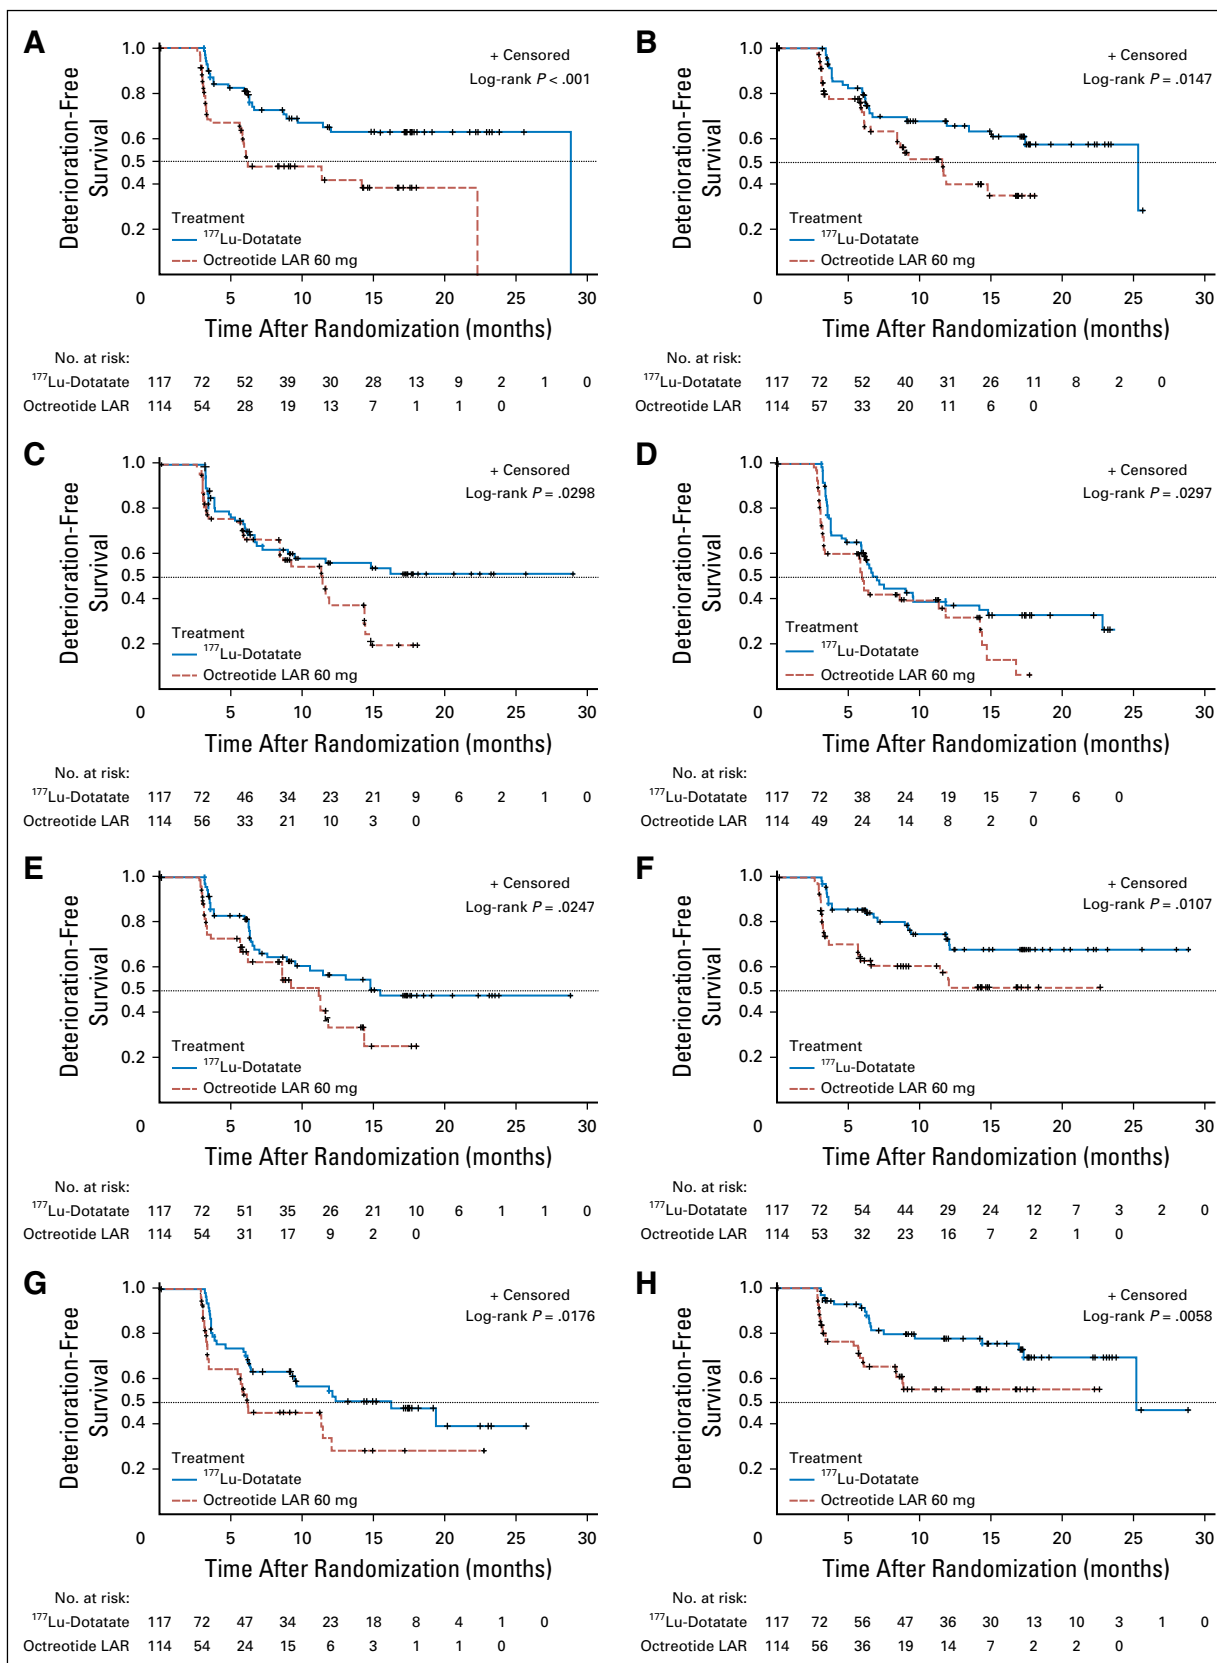 A
1.0
0.8
0.6
0.5
0.4
0.2
Deterioration-Free
Survival
+ Censored
Log-rank P < .001
Treatment
177Lu-Dotatate
Octreotide LAR 60 mg
0 5 10 15 20 25 30
Time After Randomization (months)
No. at risk:
177Lu-Dotatate 117 72 52 39 30 28 13 9 2 1 0
Octreotide LAR 114 54 28 19 13 7 1 1 0
B
1.0
0.8
0.6
0.5
0.4
0.2
Deterioration-Free
Survival
+ Censored
Log-rank P = .0147
Treatment
177Lu-Dotatate
Octreotide LAR 60 mg
0 5 10 15 20 25 30
Time After Randomization (months)
No. at risk:
177Lu-Dotatate 117 72 52 40 31 26 11 8 2 0
Octreotide LAR 114 57 33 20 11 6 0
C
1.0
0.8
0.6
0.5
0.4
0.2
Deterioration-Free
Survival
+ Censored
Log-rank P = .0298
Treatment
177Lu-Dotatate
Octreotide LAR 60 mg
0 5 10 15 20 25 30
Time After Randomization (months)
No. at risk:
177Lu-Dotatate 117 72 46 34 23 21 9 6 2 1 0
Octreotide LAR 114 56 33 21 10 3 0
D
1.0
0.8
0.6
0.5
0.4
0.2
Deterioration-Free
Survival
+ Censored
Log-rank P = .0297
Treatment
177Lu-Dotatate
Octreotide LAR 60 mg
0 5 10 15 20 25 30
Time After Randomization (months)
No. at risk:
177Lu-Dotatate 117 72 38 24 19 15 7 6 0
Octreotide LAR 114 49 24 14 8 2 0
E
1.0
0.8
0.6
0.5
0.4
0.2
Deterioration-Free
Survival
+ Censored
Log-rank P = .0247
Treatment
177Lu-Dotatate
Octreotide LAR 60 mg
0 5 10 15 20 25 30
Time After Randomization (months)
No. at risk:
177Lu-Dotatate 117 72 51 35 26 21 10 6 1 1 0
Octreotide LAR 114 54 31 17 9 2 0
F
1.0
0.8
0.6
0.5
0.4
0.2
Deterioration-Free
Survival
+ Censored
Log-rank P = .0107
Treatment
177Lu-Dotatate
Octreotide LAR 60 mg
0 5 10 15 20 25 30
Time After Randomization (months)
No. at risk:
177Lu-Dotatate 117 72 54 44 29 24 12 7 3 2 0
Octreotide LAR 114 53 32 23 16 7 2 1 0
G
1.0
0.8
0.6
0.5
0.4
0.2
Deterioration-Free
Survival
+ Censored
Log-rank P = .0176
Treatment
177Lu-Dotatate
Octreotide LAR 60 mg
0 5 10 15 20 25 30
Time After Randomization (months)
No. at risk:
177Lu-Dotatate 117 72 47 34 23 18 8 4 1 0
Octreotide LAR 114 54 24 15 6 3 1 1 0
H
1.0
0.8
0.6
0.5
0.4
0.2
Deterioration-Free
Survival
+ Censored
Log-rank P = .0058
Treatment
177Lu-Dotatate
Octreotide LAR 60 mg
0 5 10 15 20 25 30
Time After Randomization (months)
No. at risk:
177Lu-Dotatate 117 72 56 47 36 30 13 10 3 1 0
Octreotide LAR 114 56 36 19 14 7 2 2 0